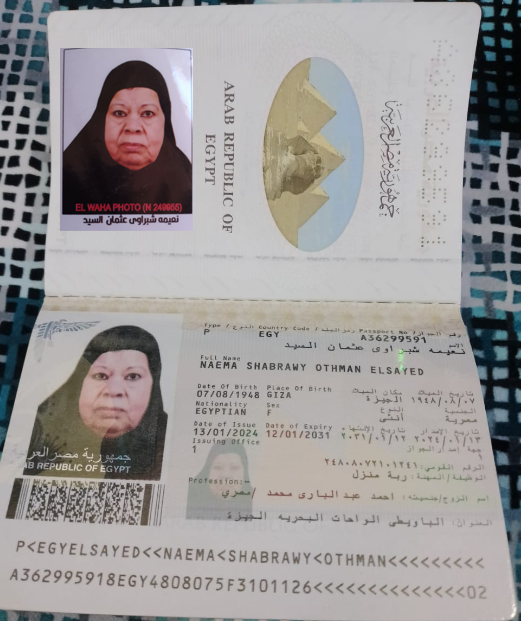 EL WAHA PHOTO (N 249955)
نعيمه شبراوى عثمان السيد
ARAB REPUBLIC OF
EGYPT
جمهورية مصر العربية
Type / النوع Country Code / رمز البلد Passport No / رقم الجواز
P EGY A36299591
الاسم
نعيمه شبراوى عثمان السيد
Full Name
NAEMA SHABRAWY OTHMAN ELSAYED
Date Of Birth Place Of Birth مكان الميلاد تاريخ الميلاد
07/08/1948 GIZA الجيزة ١٩٤٨/٠٨/٠٧
Nationality Sex النوع الجنسية
EGYPTIAN F أنثى مصرية
Date of Issue Date of Expiry تاريخ الانتهاء تاريخ الاصدار
13/01/2024 12/01/2031 ٢٠٣١/٠١/١٢ ٢٠٢٤/٠١/١٣
Issuing Office جهة إصدار الجواز
1
الرقم القومى: ٢٤٨٠٨٠٧٢١٠١٢٤١
Profession: الوظيفة/المهنة: ربة منزل
اسم الزوج/جنسيته: احمد عبدالبارى محمد /مصري
العنوان: الباويطى الواحات البحريه الجيزة
جمهورية مصر العربية
ARAB REPUBLIC OF EGYPT
P<EGYELSAYED<<NAEMA<SHABRAWY<OTHMAN<<<<<<<<<
A362995918EGY4808075F3101126<<<<<<<<<<<<<<02